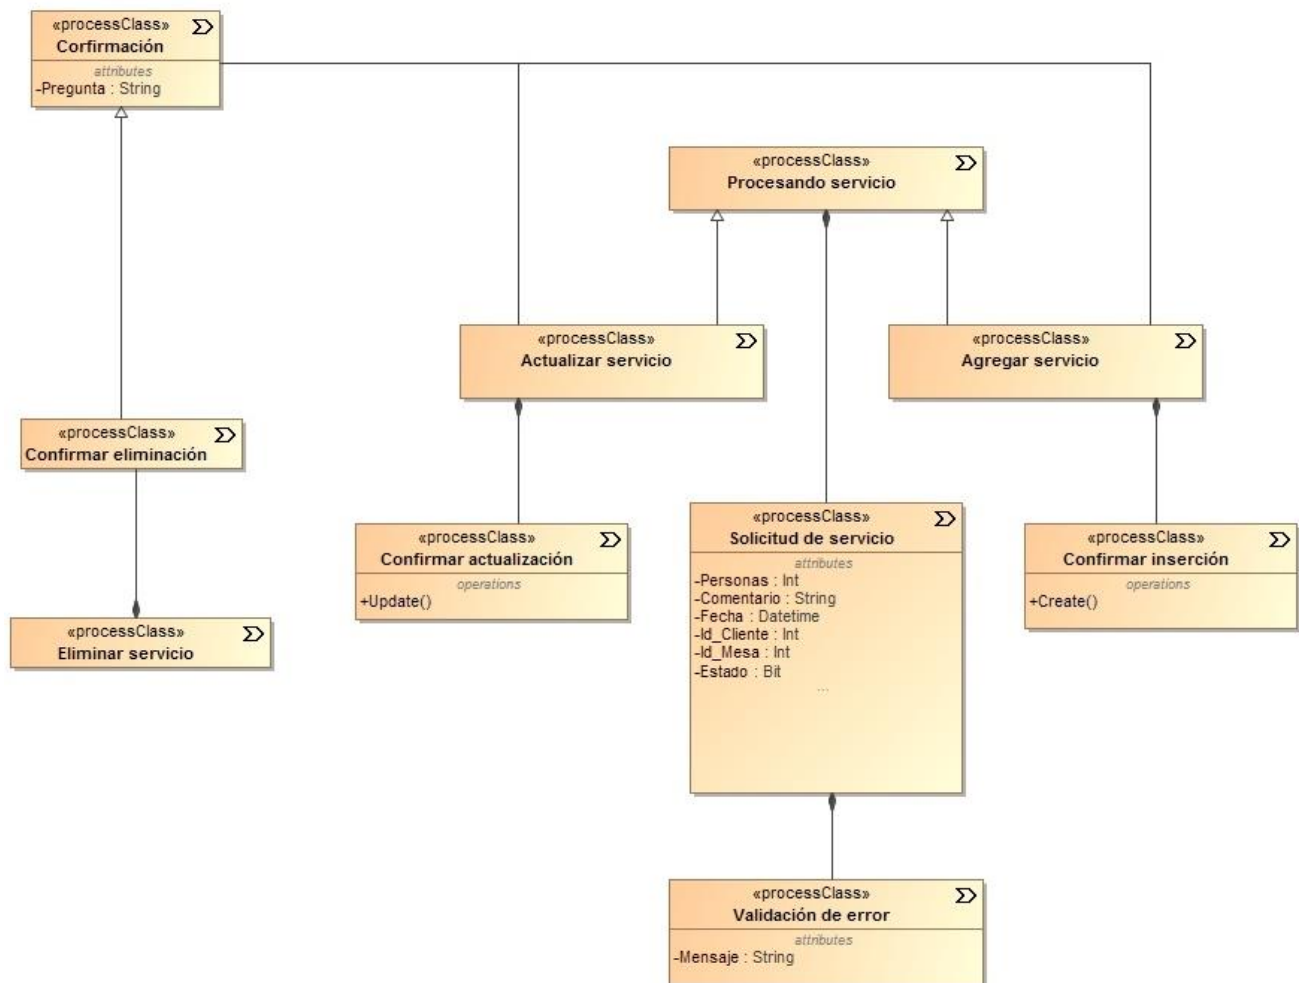 «processClass»
Corfirmación
attributes
-Pregunta : String
«processClass»
Procesando servicio
«processClass»
Actualizar servicio
«processClass»
Agregar servicio
«processClass»
Confirmar eliminación
«processClass»
Confirmar actualización
operations
+Update()
«processClass»
Solicitud de servicio
attributes
-Personas : Int
-Comentario : String
-Fecha : Datetime
-Id_Cliente : Int
-Id_Mesa : Int
-Estado : Bit
...
«processClass»
Confirmar inserción
operations
+Create()
«processClass»
Eliminar servicio
«processClass»
Validación de error
attributes
-Mensaje : String